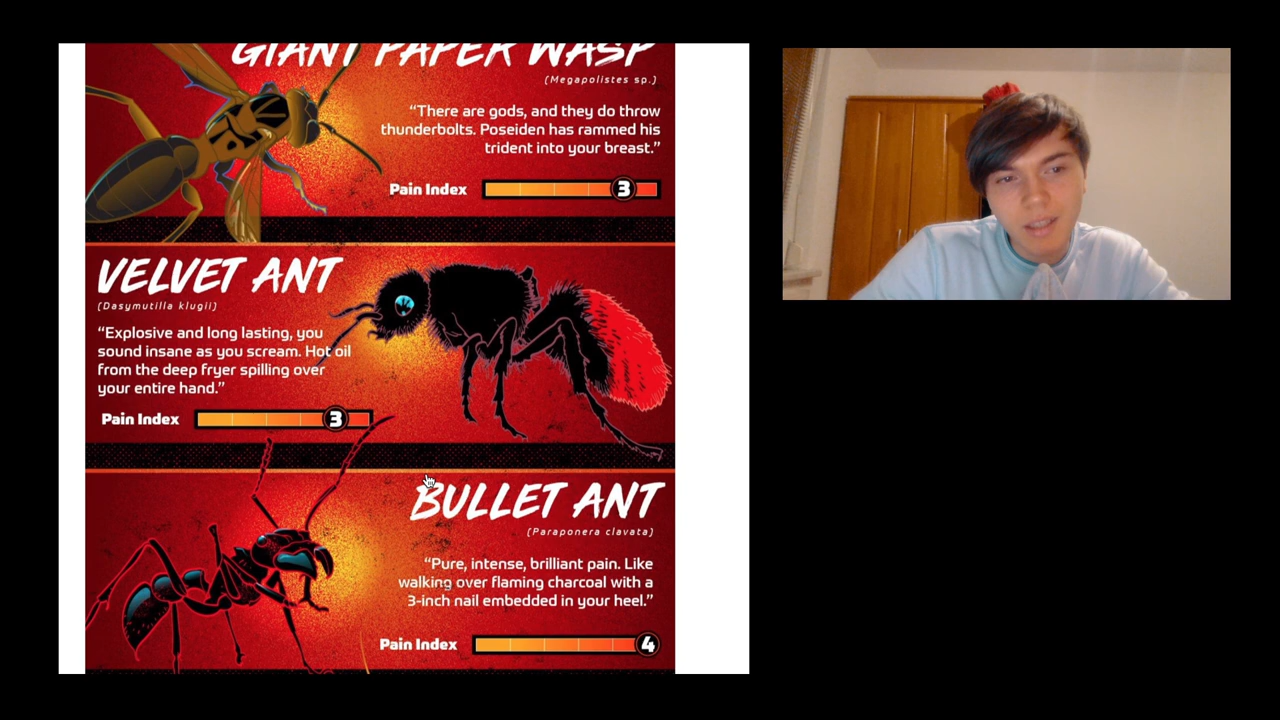 GIANT PAPER WASP
(Megapolistes sp.)
“There are gods, and they do throw
thunderbolts. Poseiden has rammed his
trident into your breast.”
Pain Index 3
VELVET ANT
(Dasymutilla klugii)
“Explosive and long lasting, you
sound insane as you scream. Hot oil
from the deep fryer spilling over
your entire hand.”
Pain Index 3
BULLET ANT
(Paraponera clavata)
“Pure, intense, brilliant pain. Like
walking over flaming charcoal with a
3-inch nail embedded in your heel.”
Pain Index 4